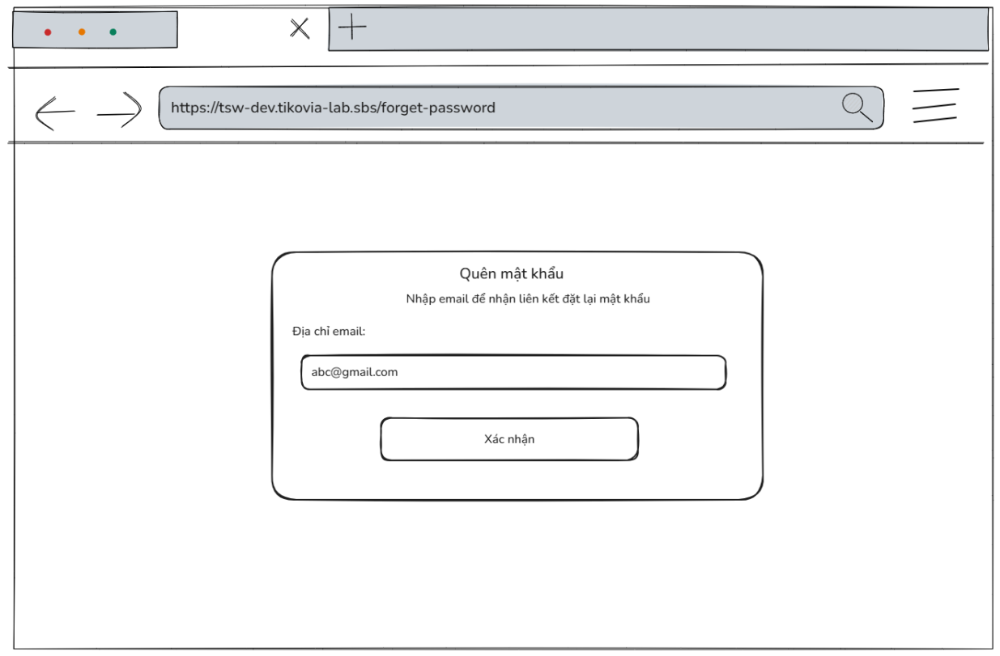 https://tsw-dev.tikovia-lab.sbs/forget-password
Quên mật khẩu
Nhập email để nhận liên kết đặt lại mật khẩu
Địa chỉ email:
abc@gmail.com
Xác nhận